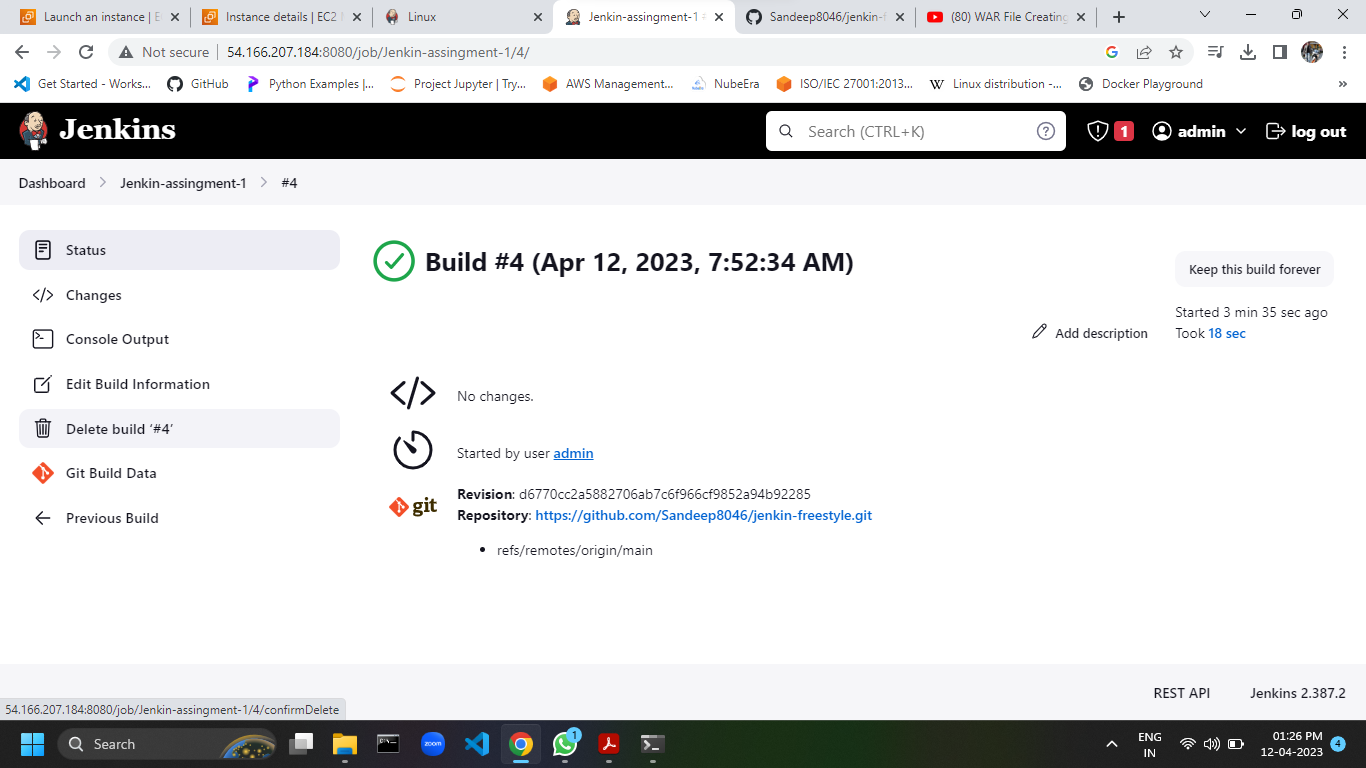 Launch an instance | E
Instance details | EC2
Linux
Jenkin-assingment-1
Sandeep8046/jenkin-f
(80) WAR File Creating
Not secure
54.166.207.184:8080/job/Jenkin-assingment-1/4/
Get Started - Works...
GitHub
Python Examples |...
Project Jupyter | Try...
AWS Management...
NubeEra
ISO/IEC 27001:2013...
Linux distribution -...
Docker Playground
»
Jenkins
Search (CTRL+K)
1
admin
log out
Dashboard
Jenkin-assingment-1
#4
Status
Changes
Console Output
Edit Build Information
Delete build ‘#4’
Git Build Data
Previous Build
Build #4 (Apr 12, 2023, 7:52:34 AM)
Keep this build forever
Started 3 min 35 sec ago
Took 18 sec
Add description
No changes.
Started by user admin
git
Revision: d6770cc2a5882706ab7c6f966cf9852a94b92285
Repository: https://github.com/Sandeep8046/jenkin-freestyle.git
• refs/remotes/origin/main
REST API
Jenkins 2.387.2
54.166.207.184:8080/job/Jenkin-assingment-1/4/confirmDelete
Search
zoom
1
ENG
IN
01:26 PM
12-04-2023
4